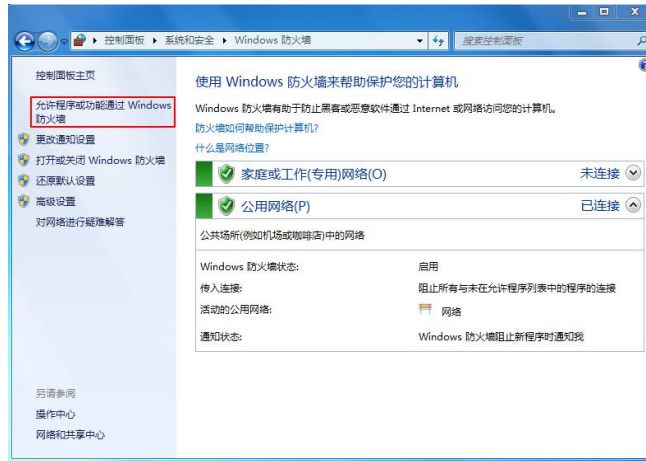 控制面板 ▸ 系统和安全 ▸ Windows 防火墙
搜索控制面板
控制面板主页
允许程序或功能通过 Windows
防火墙
更改通知设置
打开或关闭 Windows 防火墙
还原默认设置
高级设置
对网络进行疑难解答
另请参阅
操作中心
网络和共享中心
使用 Windows 防火墙来帮助保护您的计算机
Windows 防火墙有助于防止黑客或恶意软件通过 Internet 或网络访问您的计算机。
防火墙如何帮助保护计算机?
什么是网络位置?
家庭或工作(专用)网络(O) 未连接
公用网络(P) 已连接
公共场所(例如机场或咖啡店)中的网络
Windows 防火墙状态: 启用
传入连接: 阻止所有与未在允许程序列表中的程序的连接
活动的公用网络: 网络
通知状态: Windows 防火墙阻止新程序时通知我